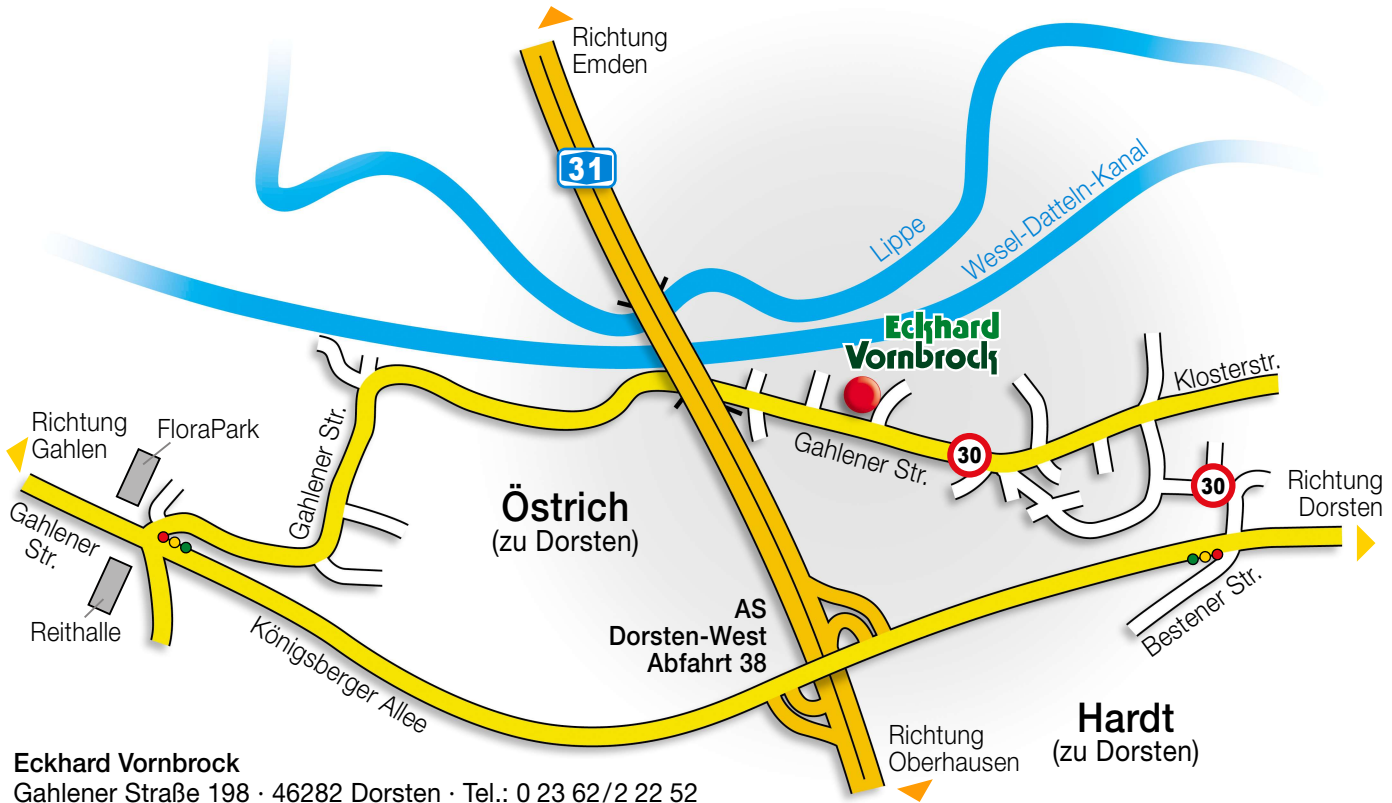 Richtung
Emden
31
Lippe
Wesel-Datteln-Kanal
Eckhard
Vornbrock
Klosterstr.
Richtung
Gahlen
FloraPark
Gahlener Str.
Gahlener Str.
30
30
Richtung
Dorsten
Gahlener
Str.
Östrich
(zu Dorsten)
Reithalle
Königsberger Allee
AS
Dorsten-West
Abfahrt 38
Bestener Str.
Hardt
(zu Dorsten)
Richtung
Oberhausen
Eckhard Vornbrock
Gahlener Straße 198 · 46282 Dorsten · Tel.: 0 23 62/2 22 52